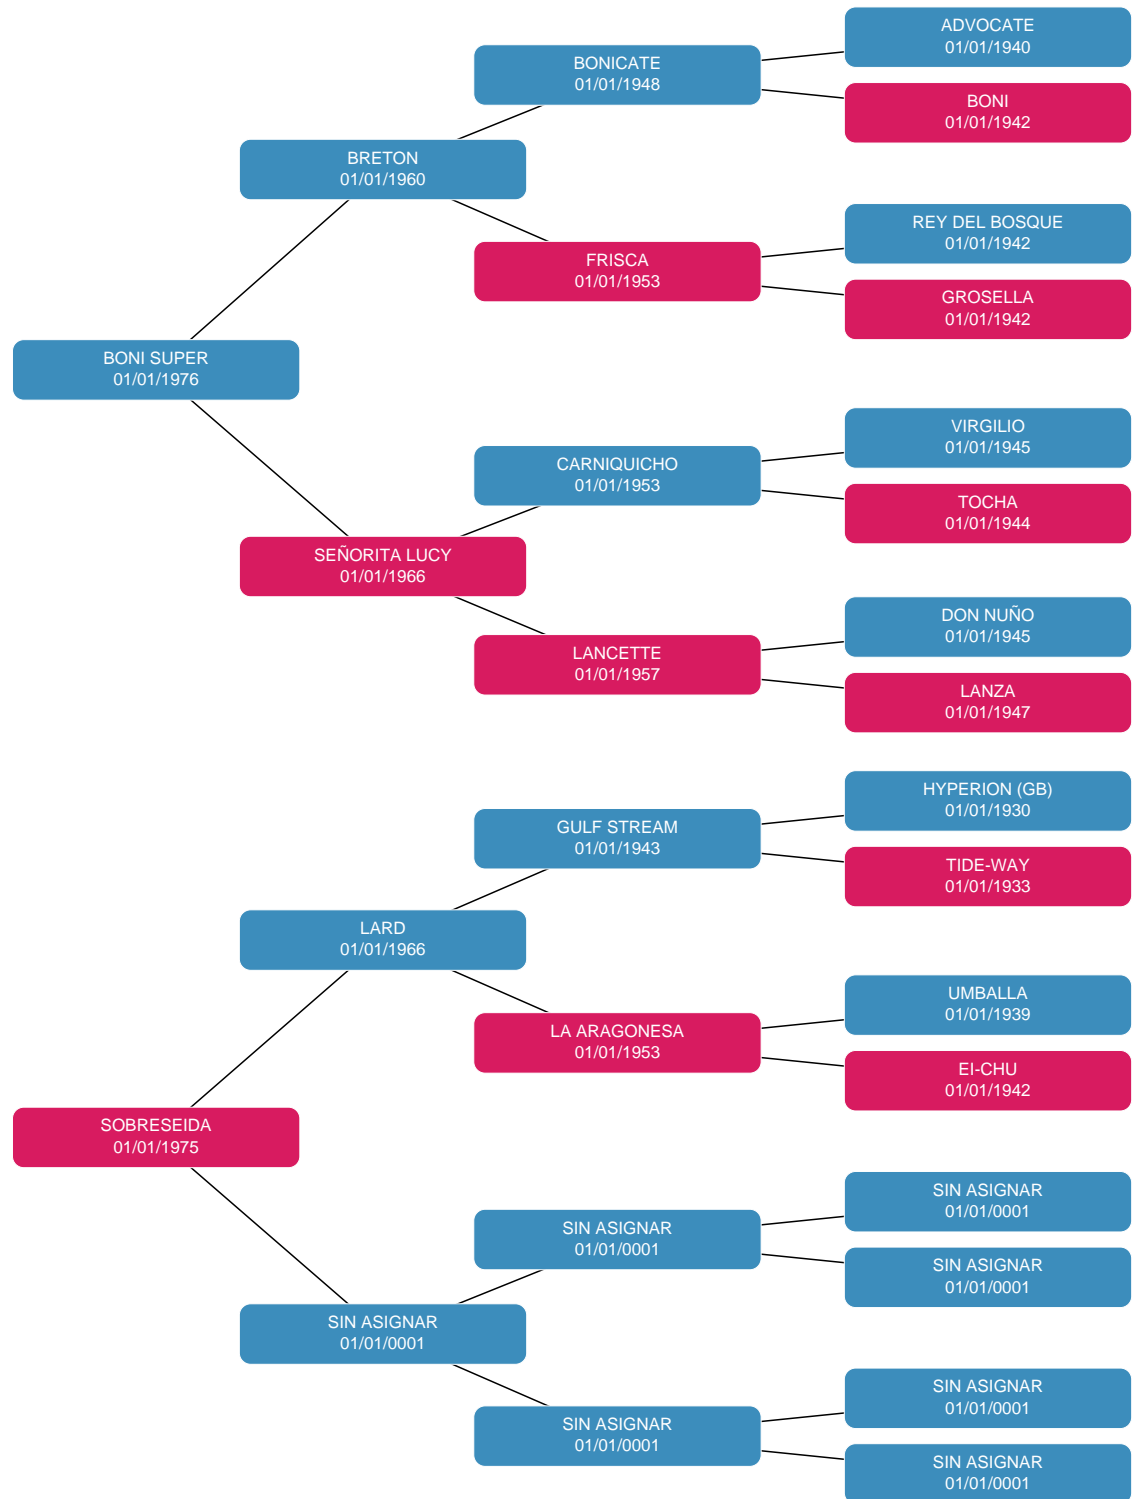 ADVOCATE
01/01/1940
BONICATE
01/01/1948
BONI
01/01/1942
BRETON
01/01/1960
REY DEL BOSQUE
01/01/1942
FRISCA
01/01/1953
GROSELLA
01/01/1942
BONI SUPER
01/01/1976
VIRGILIO
01/01/1945
CARNIQUICHO
01/01/1953
TOCHA
01/01/1944
SEÑORITA LUCY
01/01/1966
DON NUÑO
01/01/1945
LANCETTE
01/01/1957
LANZA
01/01/1947
HYPERION (GB)
01/01/1930
GULF STREAM
01/01/1943
TIDE-WAY
01/01/1933
LARD
01/01/1966
UMBALLA
01/01/1939
LA ARAGONESA
01/01/1953
EI-CHU
01/01/1942
SOBRESEIDA
01/01/1975
SIN ASIGNAR
01/01/0001
SIN ASIGNAR
01/01/0001
SIN ASIGNAR
01/01/0001
SIN ASIGNAR
01/01/0001
SIN ASIGNAR
01/01/0001
SIN ASIGNAR
01/01/0001
SIN ASIGNAR
01/01/0001